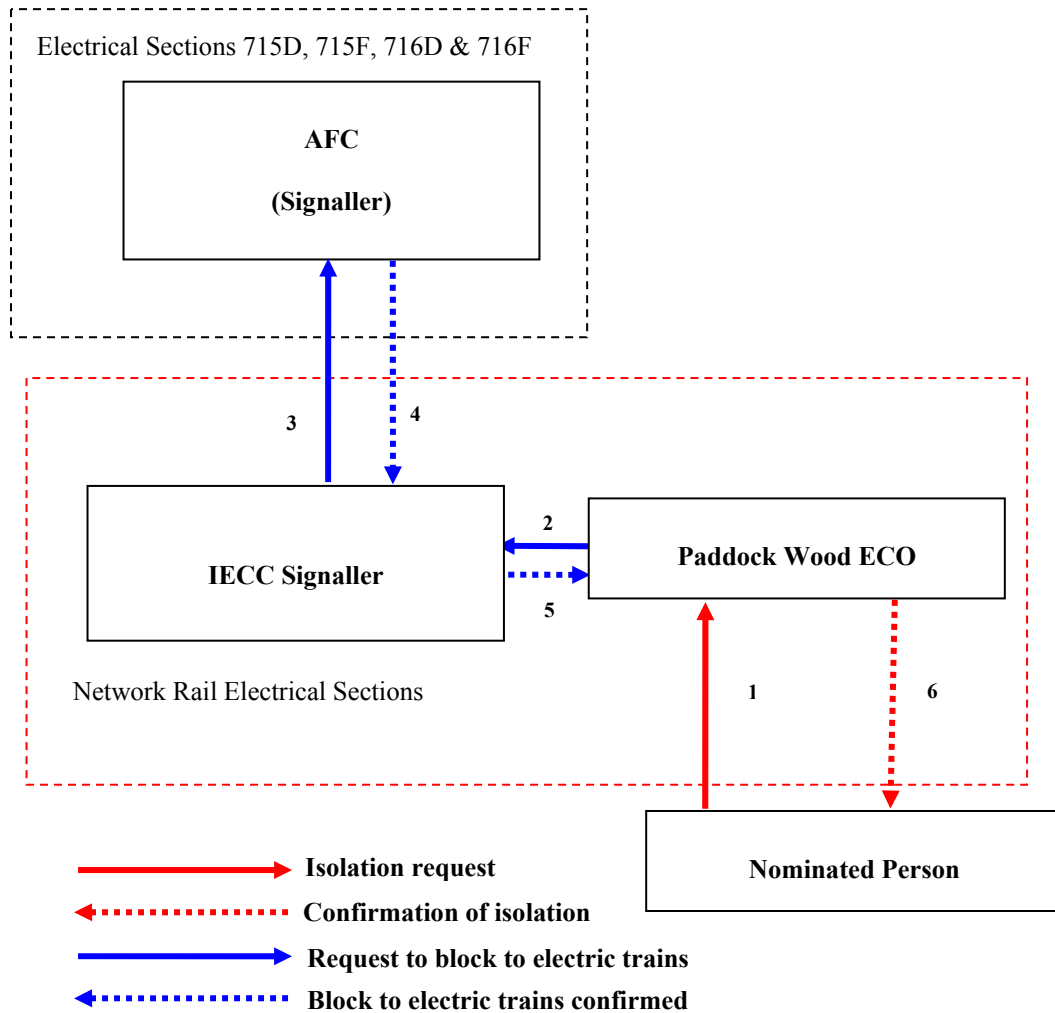 Electrical Sections 715D, 715F, 716D & 716F
AFC
(Signaller)
3
4
IECC Signaller
2
5
Paddock Wood ECO
Network Rail Electrical Sections
1
6
Nominated Person
Isolation request
Confirmation of isolation
Request to block to electric trains
Block to electric trains confirmed